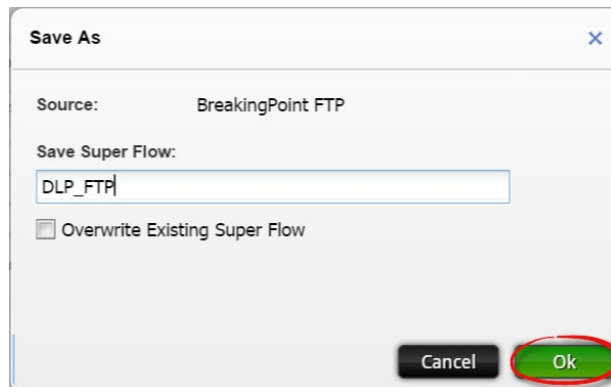 Save As
Source: BreakingPoint FTP
Save Super Flow:
DLP_FTP
Overwrite Existing Super Flow
Cancel Ok